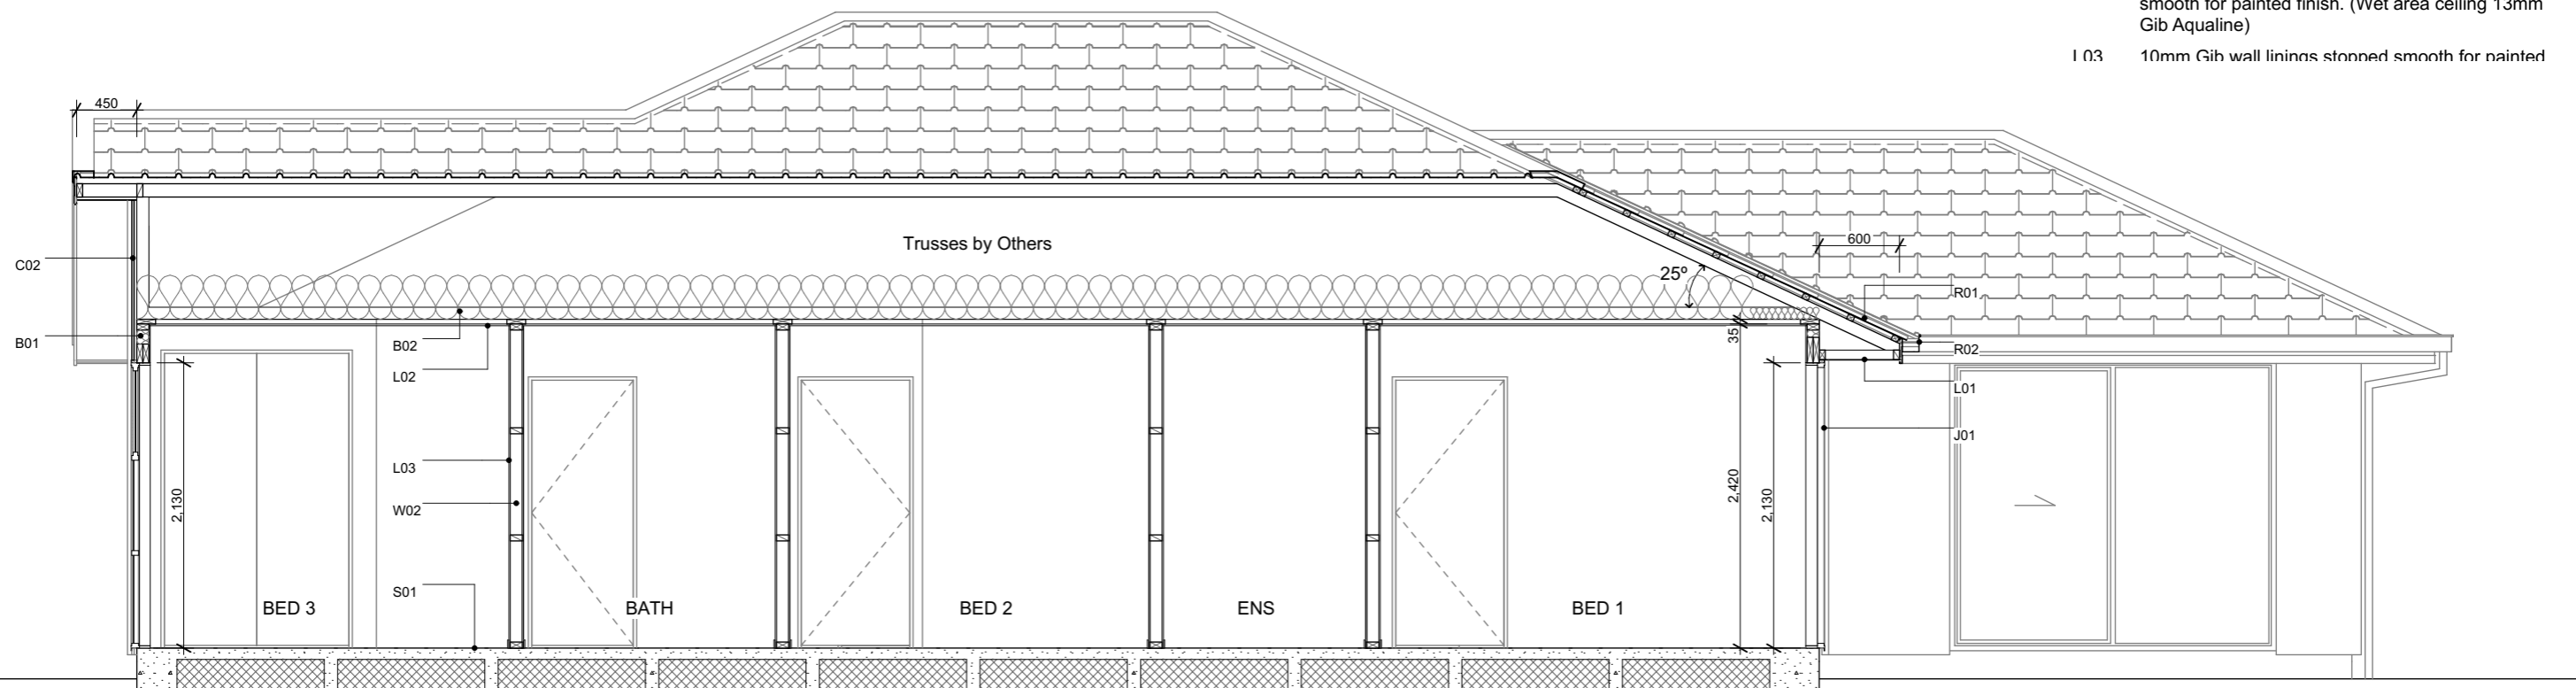 smooth for painted finish. (Wet area ceiling 13mm
Gib Aqualine)
L03 10mm Gib wall linings stopped smooth for painted
450
Trusses by Others
600
25º
C02
R01
B01
B02
35
R02
L02
L01
J01
L03
2,130
W02
2,420
2,130
S01
BED 3
BATH
BED 2
ENS
BED 1